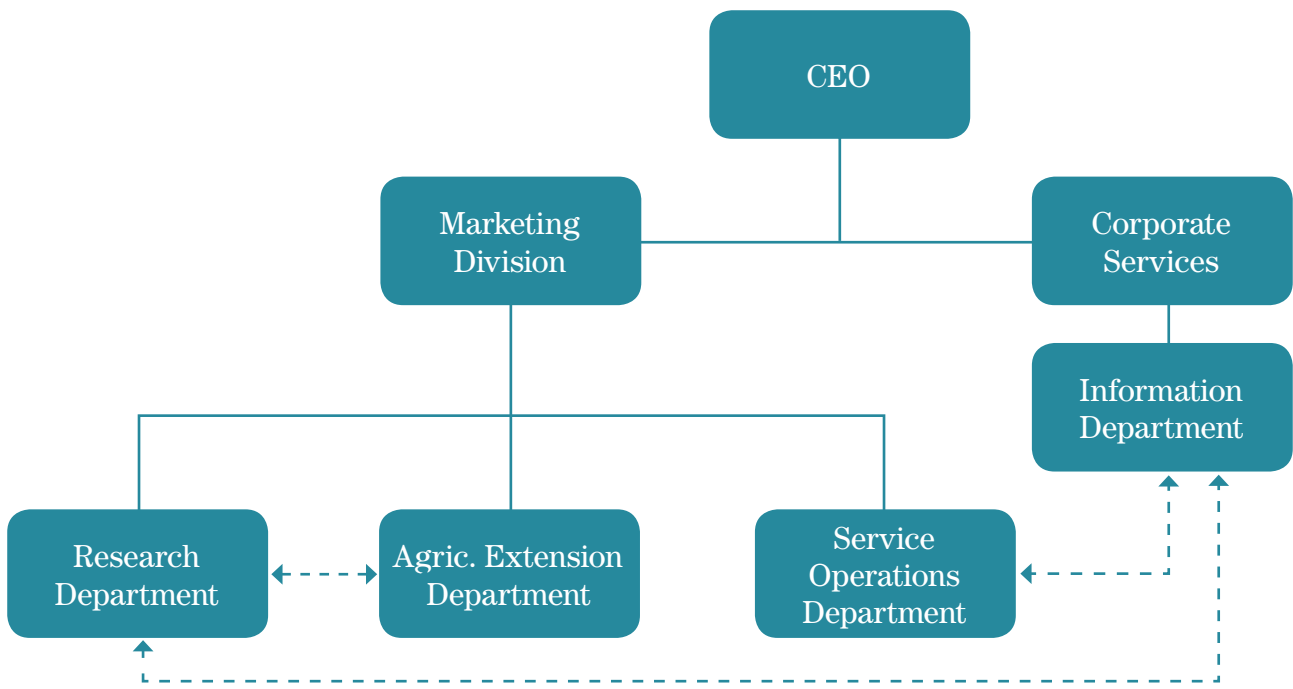 CEO
Marketing
Division
Corporate
Services
Information
Department
Research
Department
Agric. Extension
Department
Service
Operations
Department